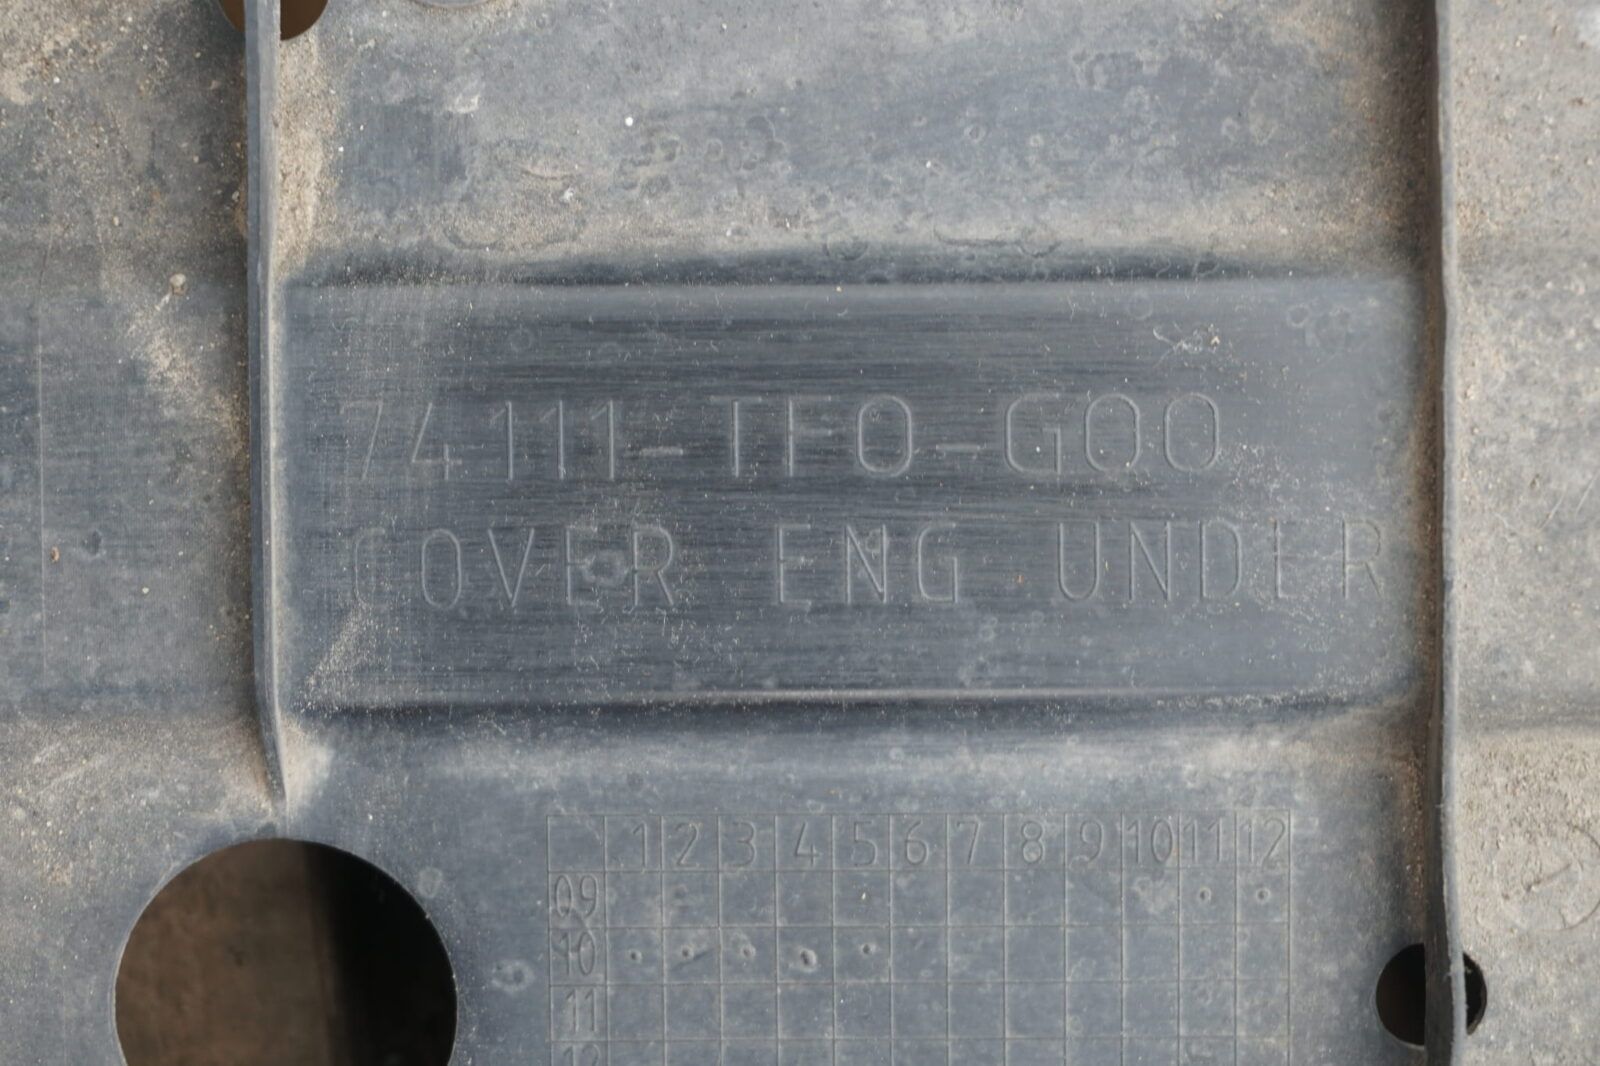 74111-TF0-G00
COVER ENG UNDER
1 2 3 4 5 6 7 8 9 10 11 12
09
10
11